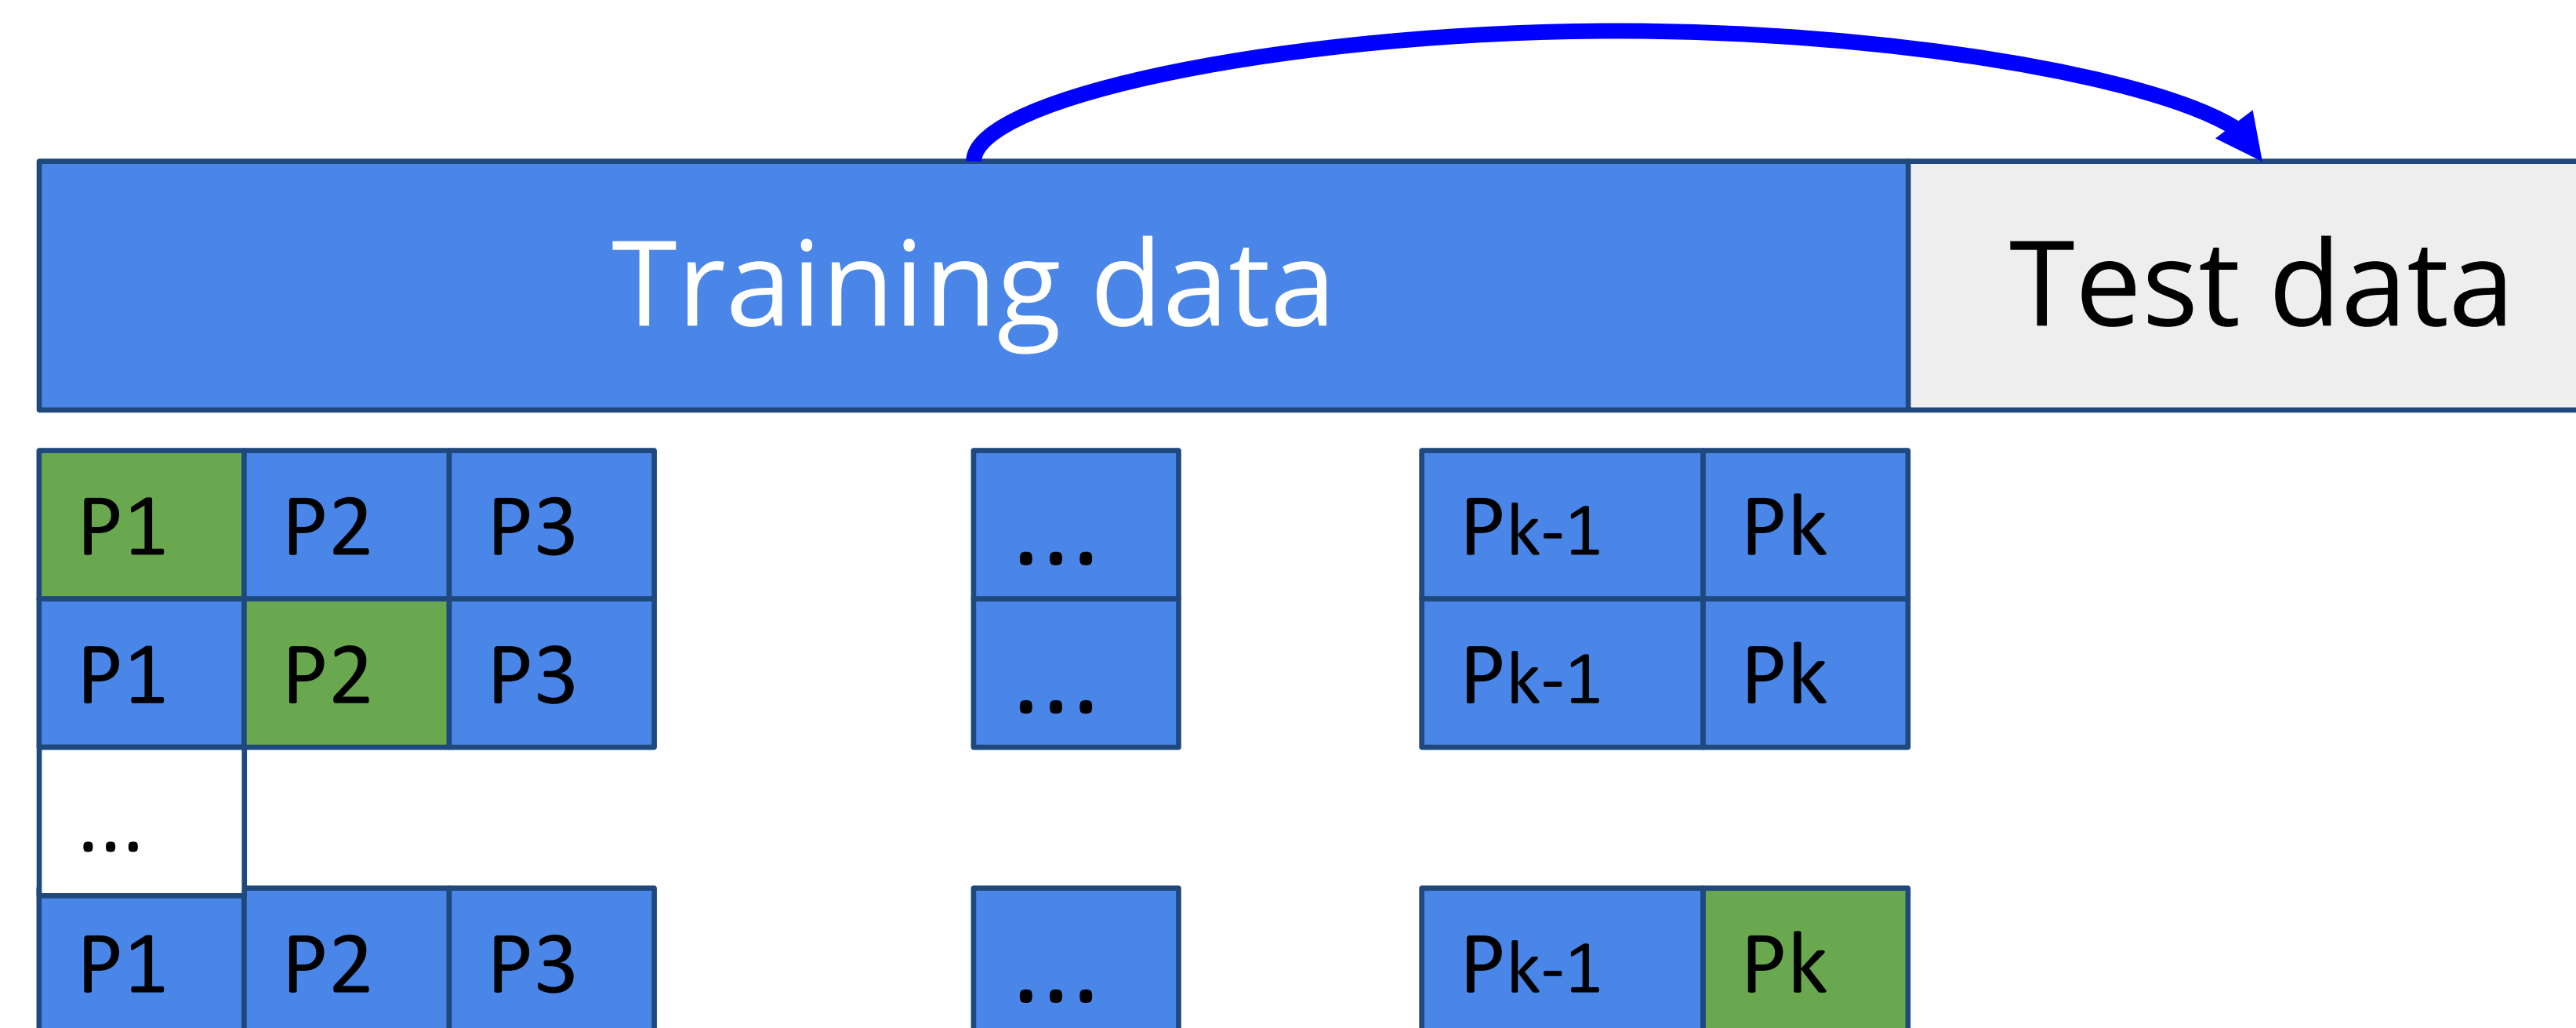 Training data Test data
P1 P2 P3 ... Pk-1 Pk
P1 P2 P3 ... Pk-1 Pk
...
P1 P2 P3 ... Pk-1 Pk